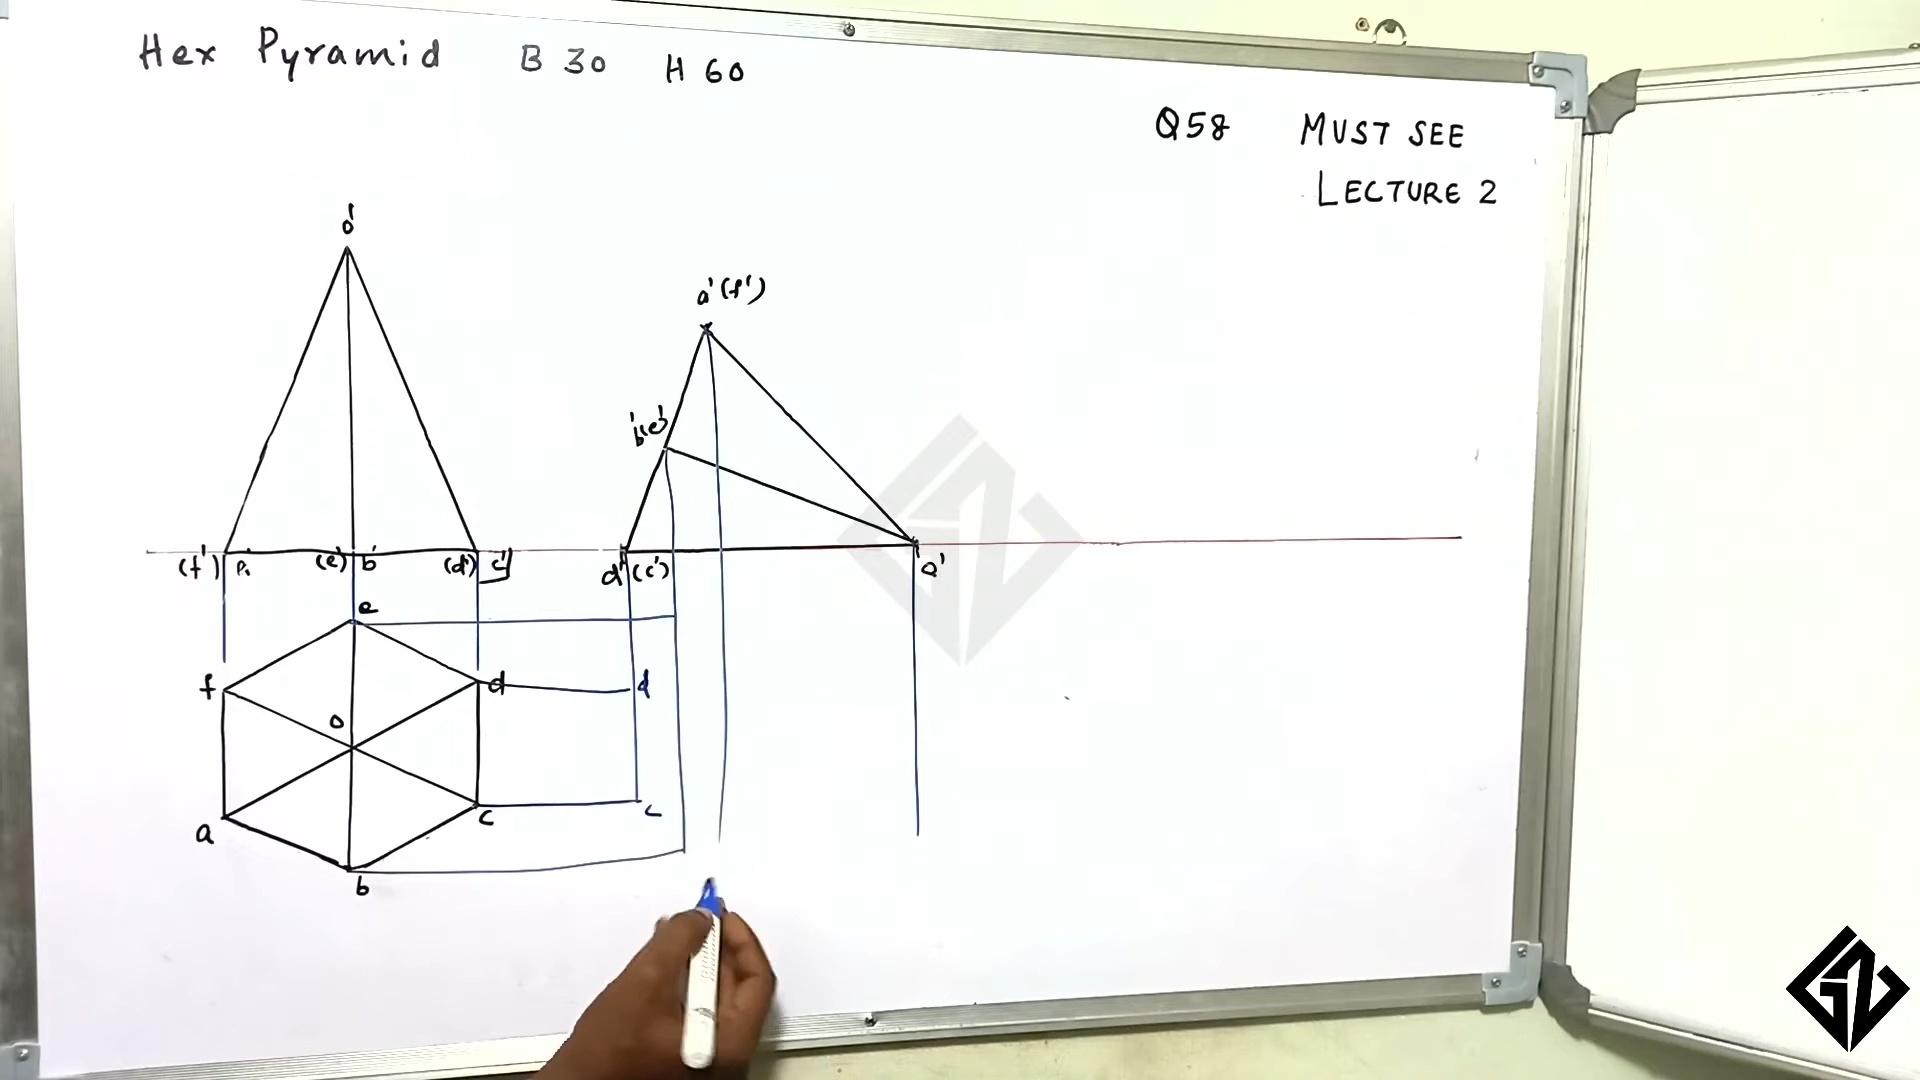 Hex Pyramid B 30 H 60
Q58 MUST SEE
LECTURE 2
o'
a'(f')
b'(e')
(f') (e') b' (d') c'
d'(c') o'
e
f d d
o
a c c
b